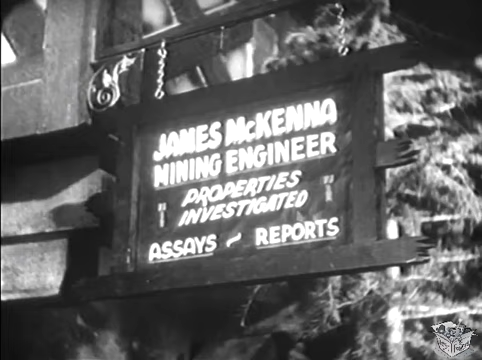 JAMES McKENNA
MINING ENGINEER
" PROPERTIES "
INVESTIGATED
ASSAYS ~ REPORTS